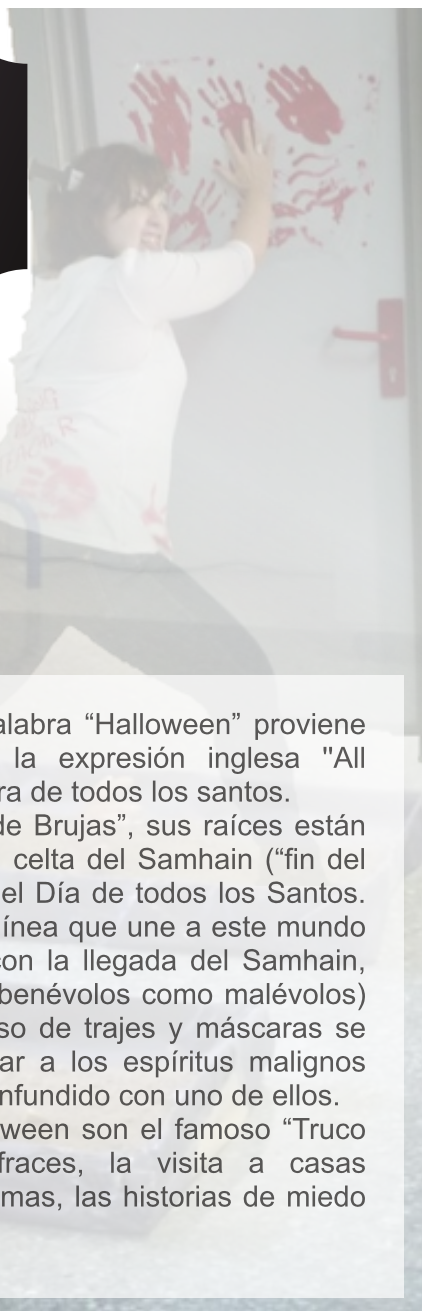 alabra “Halloween” proviene
la expresión inglesa "All
ra de todos los santos.
de Brujas”, sus raíces están
celta del Samhain (“fin del
el Día de todos los Santos.
ínea que une a este mundo
con la llegada del Samhain,
benévolos como malévolos)
so de trajes y máscaras se
ar a los espíritus malignos
nfundido con uno de ellos.
ween son el famoso “Truco
fraces, la visita a casas
mas, las historias de miedo